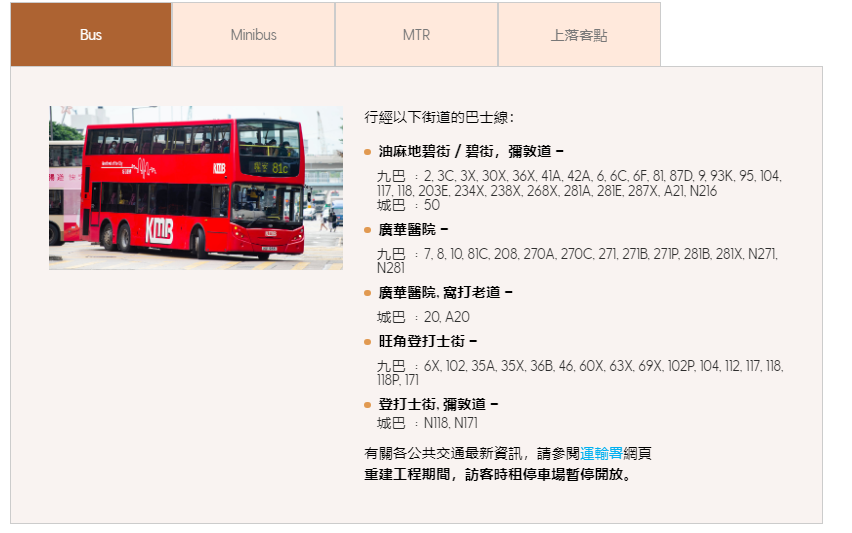 Bus
Minibus
MTR
上落客點
行經以下街道的巴士線：
油麻地碧街 / 碧街，彌敦道 –
九巴 ：2, 3C, 3X, 30X, 36X, 41A, 42A, 6, 6C, 6F, 81, 87D, 9, 93K, 95, 104,
117, 118, 203E, 234X, 238X, 268X, 281A, 281E, 287X, A21, N216
城巴 ：50
廣華醫院 –
九巴 ：7, 8, 10, 81C, 208, 270A, 270C, 271, 271B, 271P, 281B, 281X, N271,
N281
廣華醫院, 窩打老道 –
城巴 ：20, A20
旺角登打士街 –
九巴 ：6X, 102, 35A, 35X, 36B, 46, 60X, 63X, 69X, 102P, 104, 112, 117, 118,
118P, 171
登打士街, 彌敦道 –
城巴 ：N118, N171
有關各公共交通最新資訊，請參閱運輸署網頁
重建工程期間，訪客時租停車場暫停開放。
81C
KMB
KMB